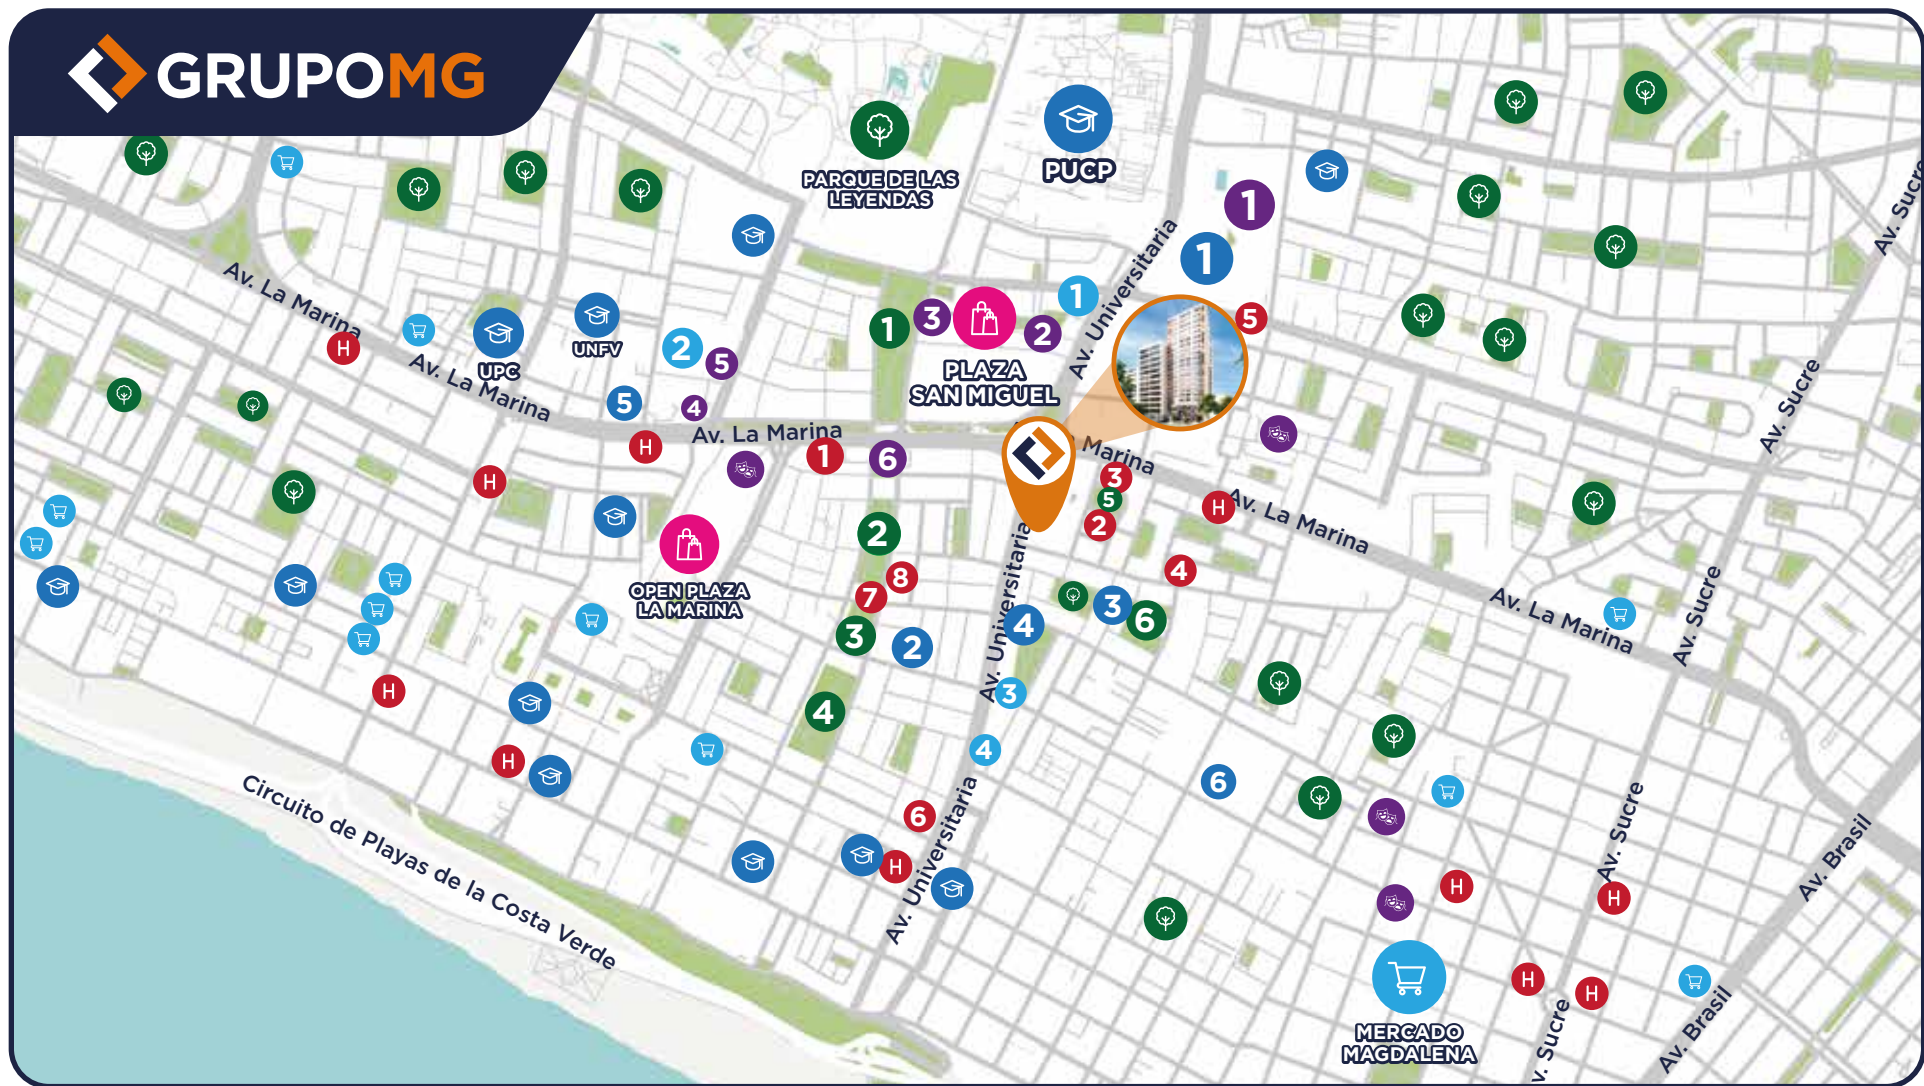 GRUPOMG
PARQUE DE LAS
LEYENDAS
PUCP
1
1
Av. Sucre
Av. Universitaria
Av. La Marina
UPC
UNFV
2
5
1
3
PLAZA
SAN MIGUEL
2
1
5
Av. La Marina
5
4
Av. La Marina
1
6
Marina
3
5
2
H
H
H
H
Av. La Marina
Av. Sucre
2
8
7
3
2
OPEN PLAZA
LA MARINA
Av. Universitaria
4
3
6
4
Av. La Marina
Av. Sucre
3
4
4
H
H
6
6
H
Av. Universitaria
Circuito de Playas de la Costa Verde
Av. Sucre
Av. Brasil
H
H
H
H
MERCADO
MAGDALENA
v. Sucre
Av. Brasil